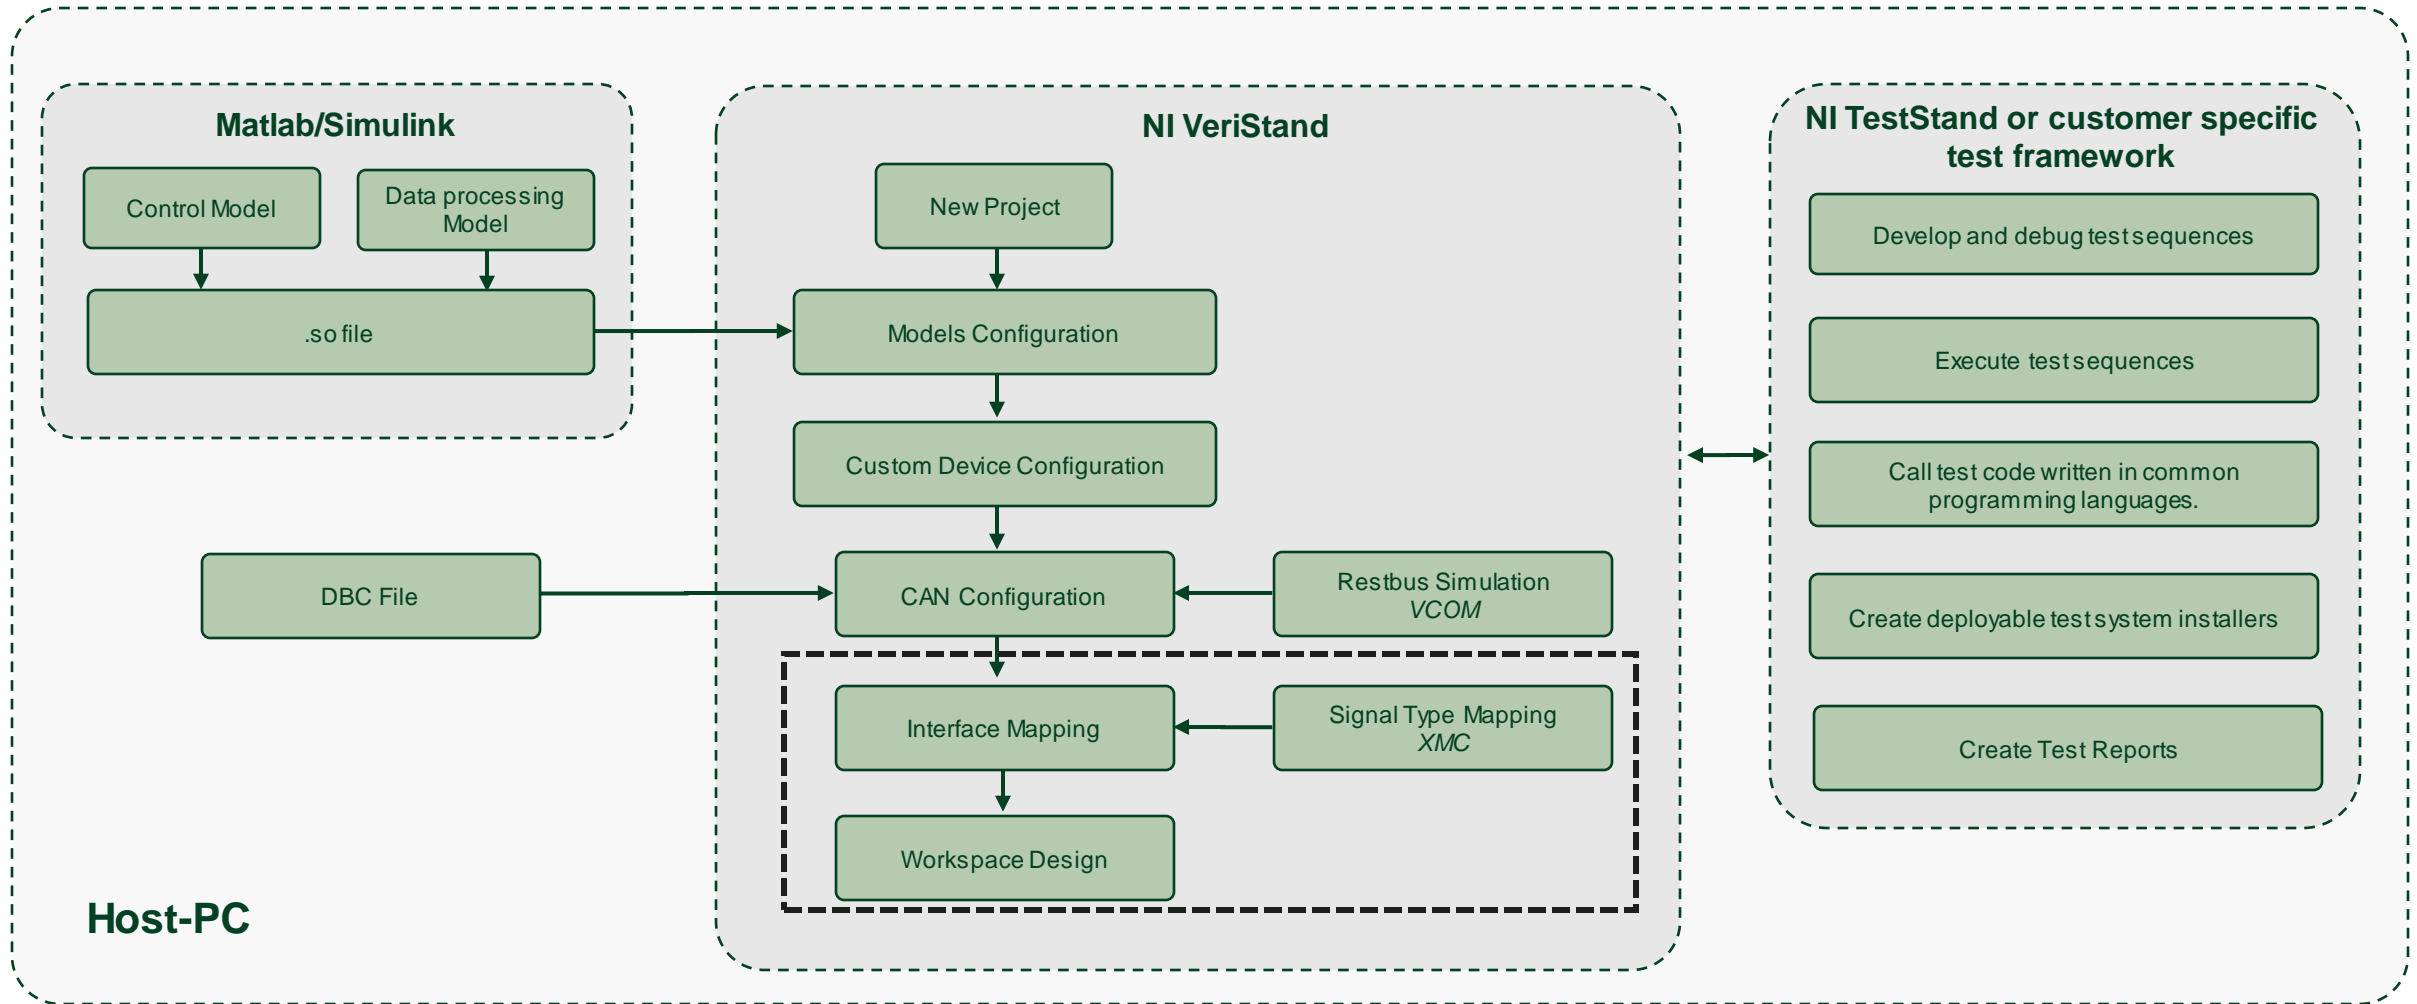 Matlab/Simulink
Control Model
Data processing
Model
.so file
DBC File
Host-PC
NI VeriStand
New Project
Models Configuration
Custom Device Configuration
CAN Configuration
Restbus Simulation
VCOM
Interface Mapping
Signal Type Mapping
XMC
Workspace Design
NI TestStand or customer specific
test framework
Develop and debug test sequences
Execute test sequences
Call test code written in common
programming languages.
Create deployable test system installers
Create Test Reports